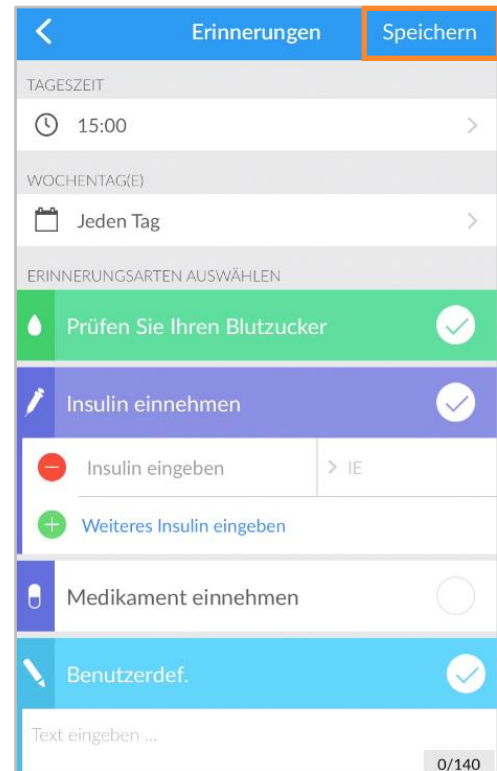 Erinnerungen Speichern
TAGESZEIT
15:00
WOCHENTAG(E)
Jeden Tag
ERINNERUNGSARTEN AUSWÄHLEN
Prüfen Sie Ihren Blutzucker
Insulin einnehmen
Insulin eingeben > IE
Weiteres Insulin eingeben
Medikament einnehmen
Benutzerdef.
Text eingeben ...
0/140